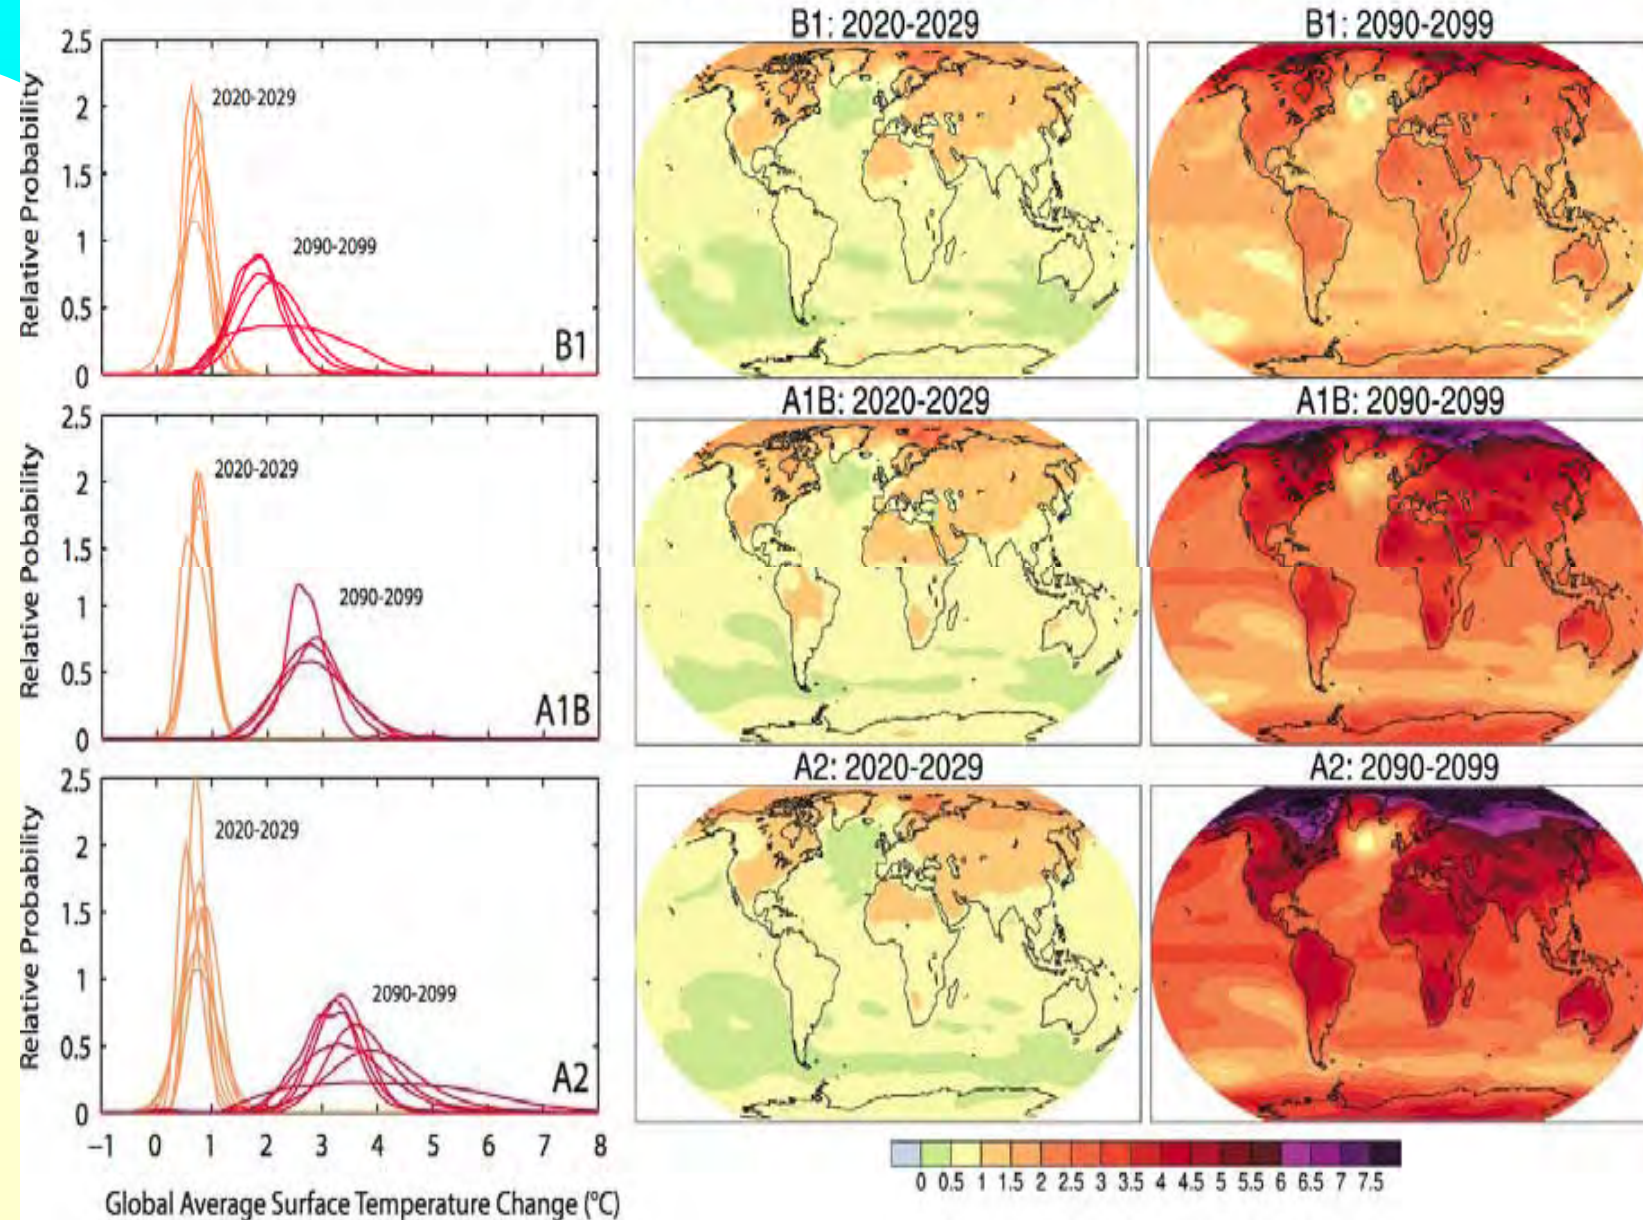 B1: 2020-2029
B1: 2090-2099
2.5
2
1.5
1
0.5
0
Relative Probability
2020-2029
2090-2099
B1
A1B: 2020-2029
A1B: 2090-2099
2.5
2
1.5
1
0.5
0
Relative Pobability
2020-2029
2090-2099
A1B
A2: 2020-2029
A2: 2090-2099
2.5
2
1.5
1
0.5
0
Relative Probability
2020-2029
2090-2099
A2
−1 0 1 2 3 4 5 6 7 8
Global Average Surface Temperature Change (°C)
0 0.5 1 1.5 2 2.5 3 3.5 4 4.5 5 5.5 6 6.5 7 7.5